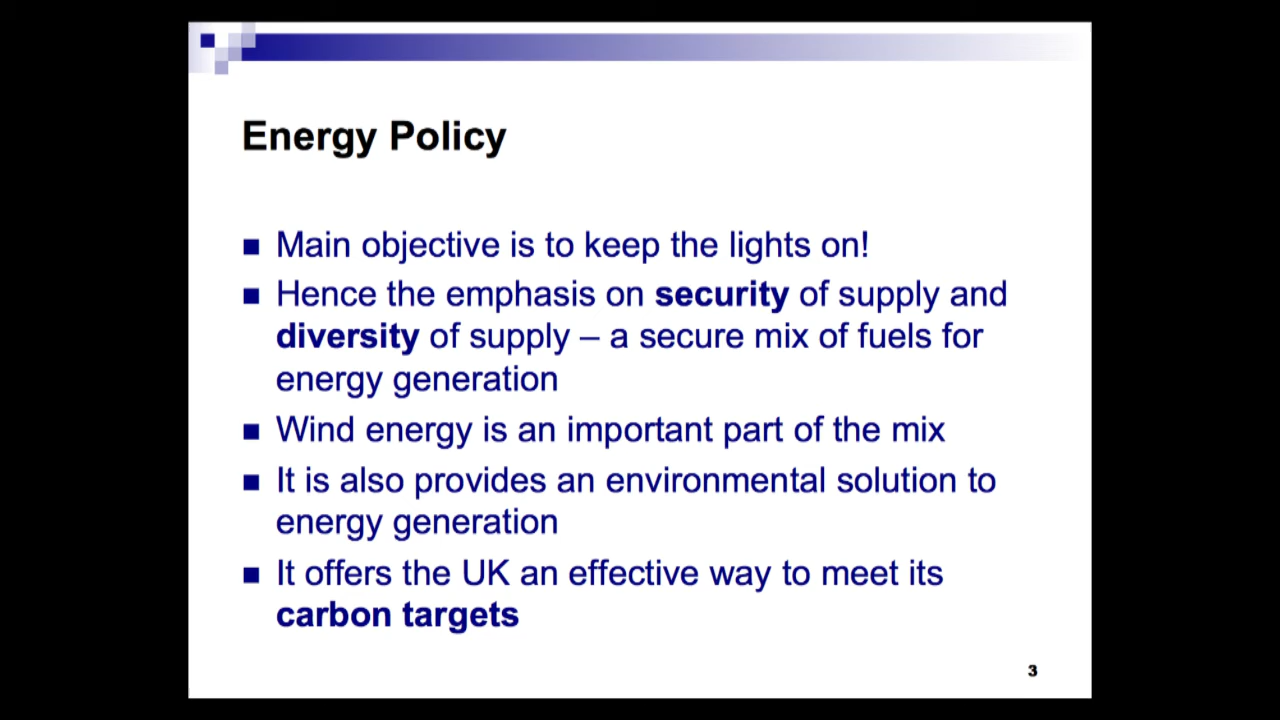 Energy Policy
Main objective is to keep the lights on!
Hence the emphasis on security of supply and
diversity of supply – a secure mix of fuels for
energy generation
Wind energy is an important part of the mix
It is also provides an environmental solution to
energy generation
It offers the UK an effective way to meet its
carbon targets
3